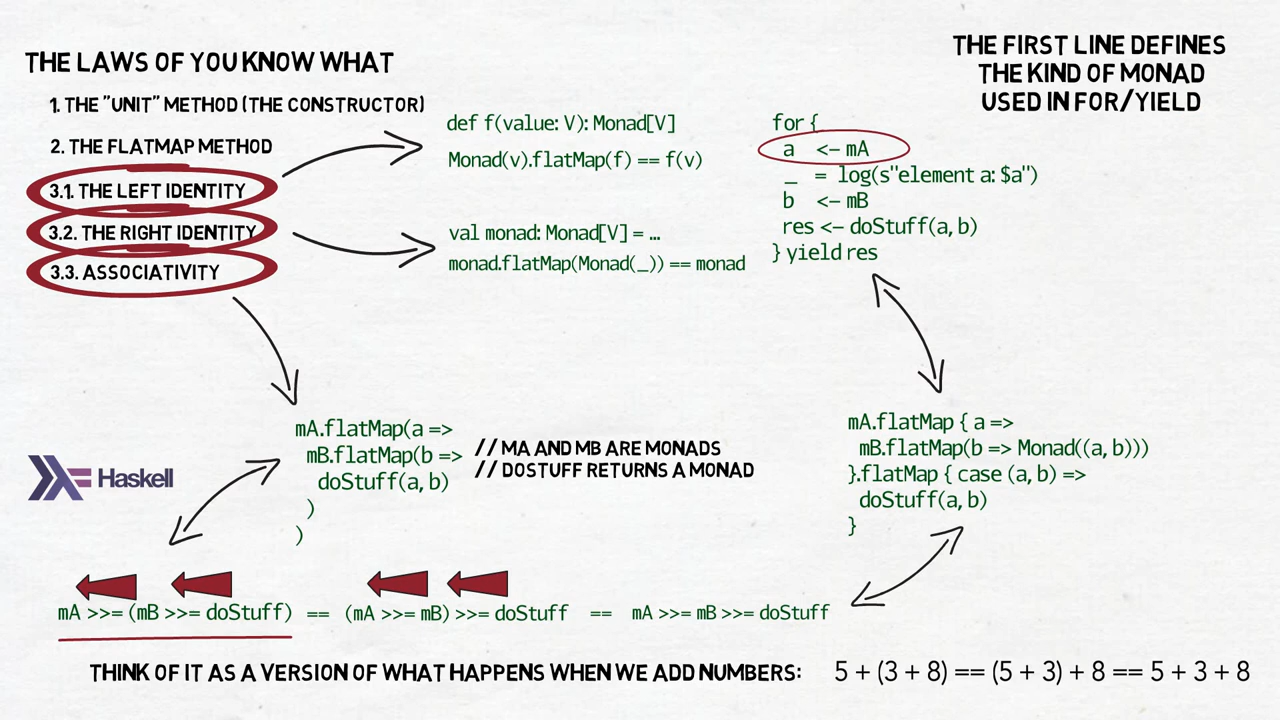 THE LAWS OF YOU KNOW WHAT
1. THE "UNIT" METHOD (THE CONSTRUCTOR)
2. THE FLATMAP METHOD
3.1. THE LEFT IDENTITY
3.2. THE RIGHT IDENTITY
3.3. ASSOCIATIVITY
def f(value: V): Monad[V]
Monad(v).flatMap(f) == f(v)
val monad: Monad[V] = ...
monad.flatMap(Monad(_)) == monad
THE FIRST LINE DEFINES
THE KIND OF MONAD
USED IN FOR/YIELD
for {
a <- mA
_ = log(s"element a: $a")
b <- mB
res <- doStuff(a, b)
} yield res
mA.flatMap(a =>
mB.flatMap(b =>
doStuff(a, b)
)
)
// MA AND MB ARE MONADS
// DOSTUFF RETURNS A MONAD
mA.flatMap { a =>
mB.flatMap(b => Monad((a, b)))
}.flatMap { case (a, b) =>
doStuff(a, b)
}
Haskell
mA >>= (mB >>= doStuff) == (mA >>= mB) >>= doStuff == mA >>= mB >>= doStuff
THINK OF IT AS A VERSION OF WHAT HAPPENS WHEN WE ADD NUMBERS: 5 + (3 + 8) == (5 + 3) + 8 == 5 + 3 + 8